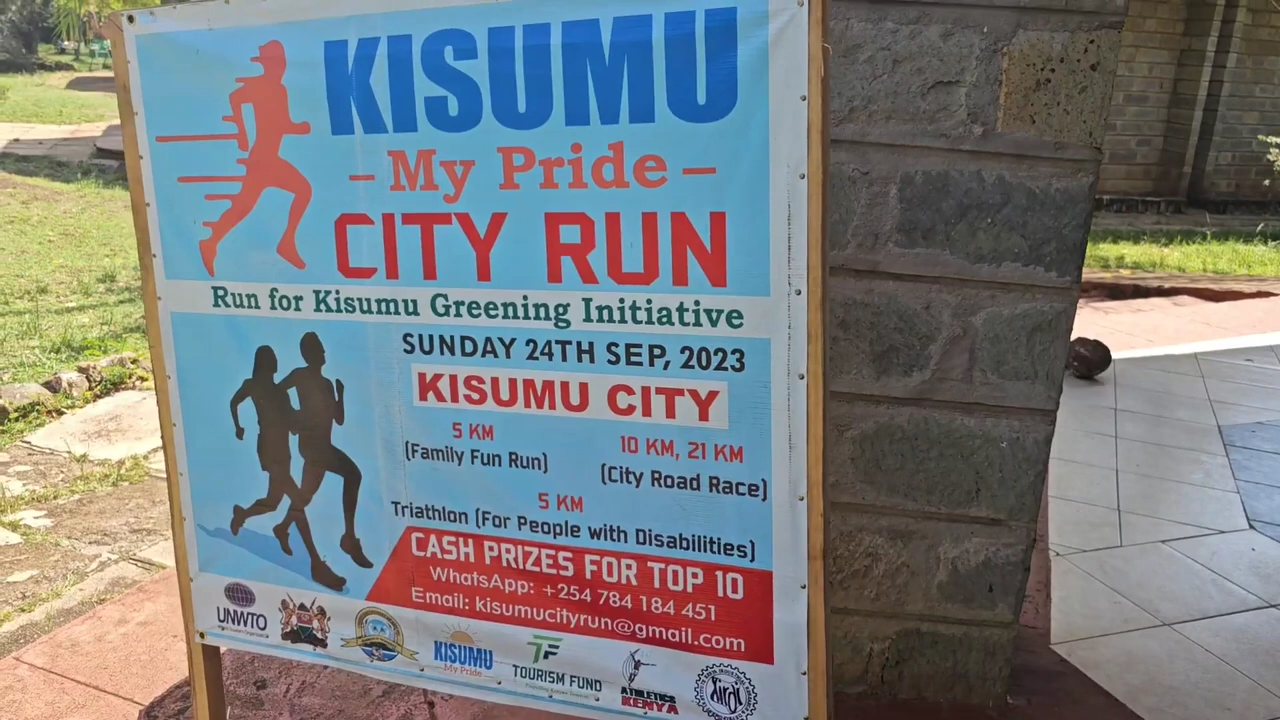 KISUMU
- My Pride -
CITY RUN
Run for Kisumu Greening Initiative
SUNDAY 24TH SEP, 2023
KISUMU CITY
5 KM
(Family Fun Run)
10 KM, 21 KM
(City Road Race)
5 KM
Triathlon (For People with Disabilities)
CASH PRIZES FOR TOP 10
WhatsApp: +254 784 184 451
Email: kisumucityrun@gmail.com
UNWTO
KISUMU
My Pride
TF
TOURISM FUND
ATHLETICS
KENYA